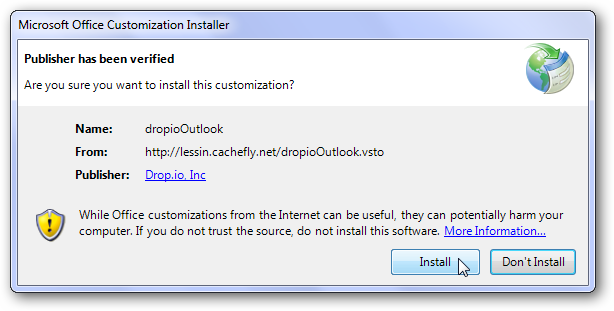 Microsoft Office Customization Installer
Publisher has been verified
Are you sure you want to install this customization?
Name: dropioOutlook
From: http://lessin.cachefly.net/dropioOutlook.vsto
Publisher: Drop.io, Inc
While Office customizations from the Internet can be useful, they can potentially harm your
computer. If you do not trust the source, do not install this software. More Information...
Install Don't Install